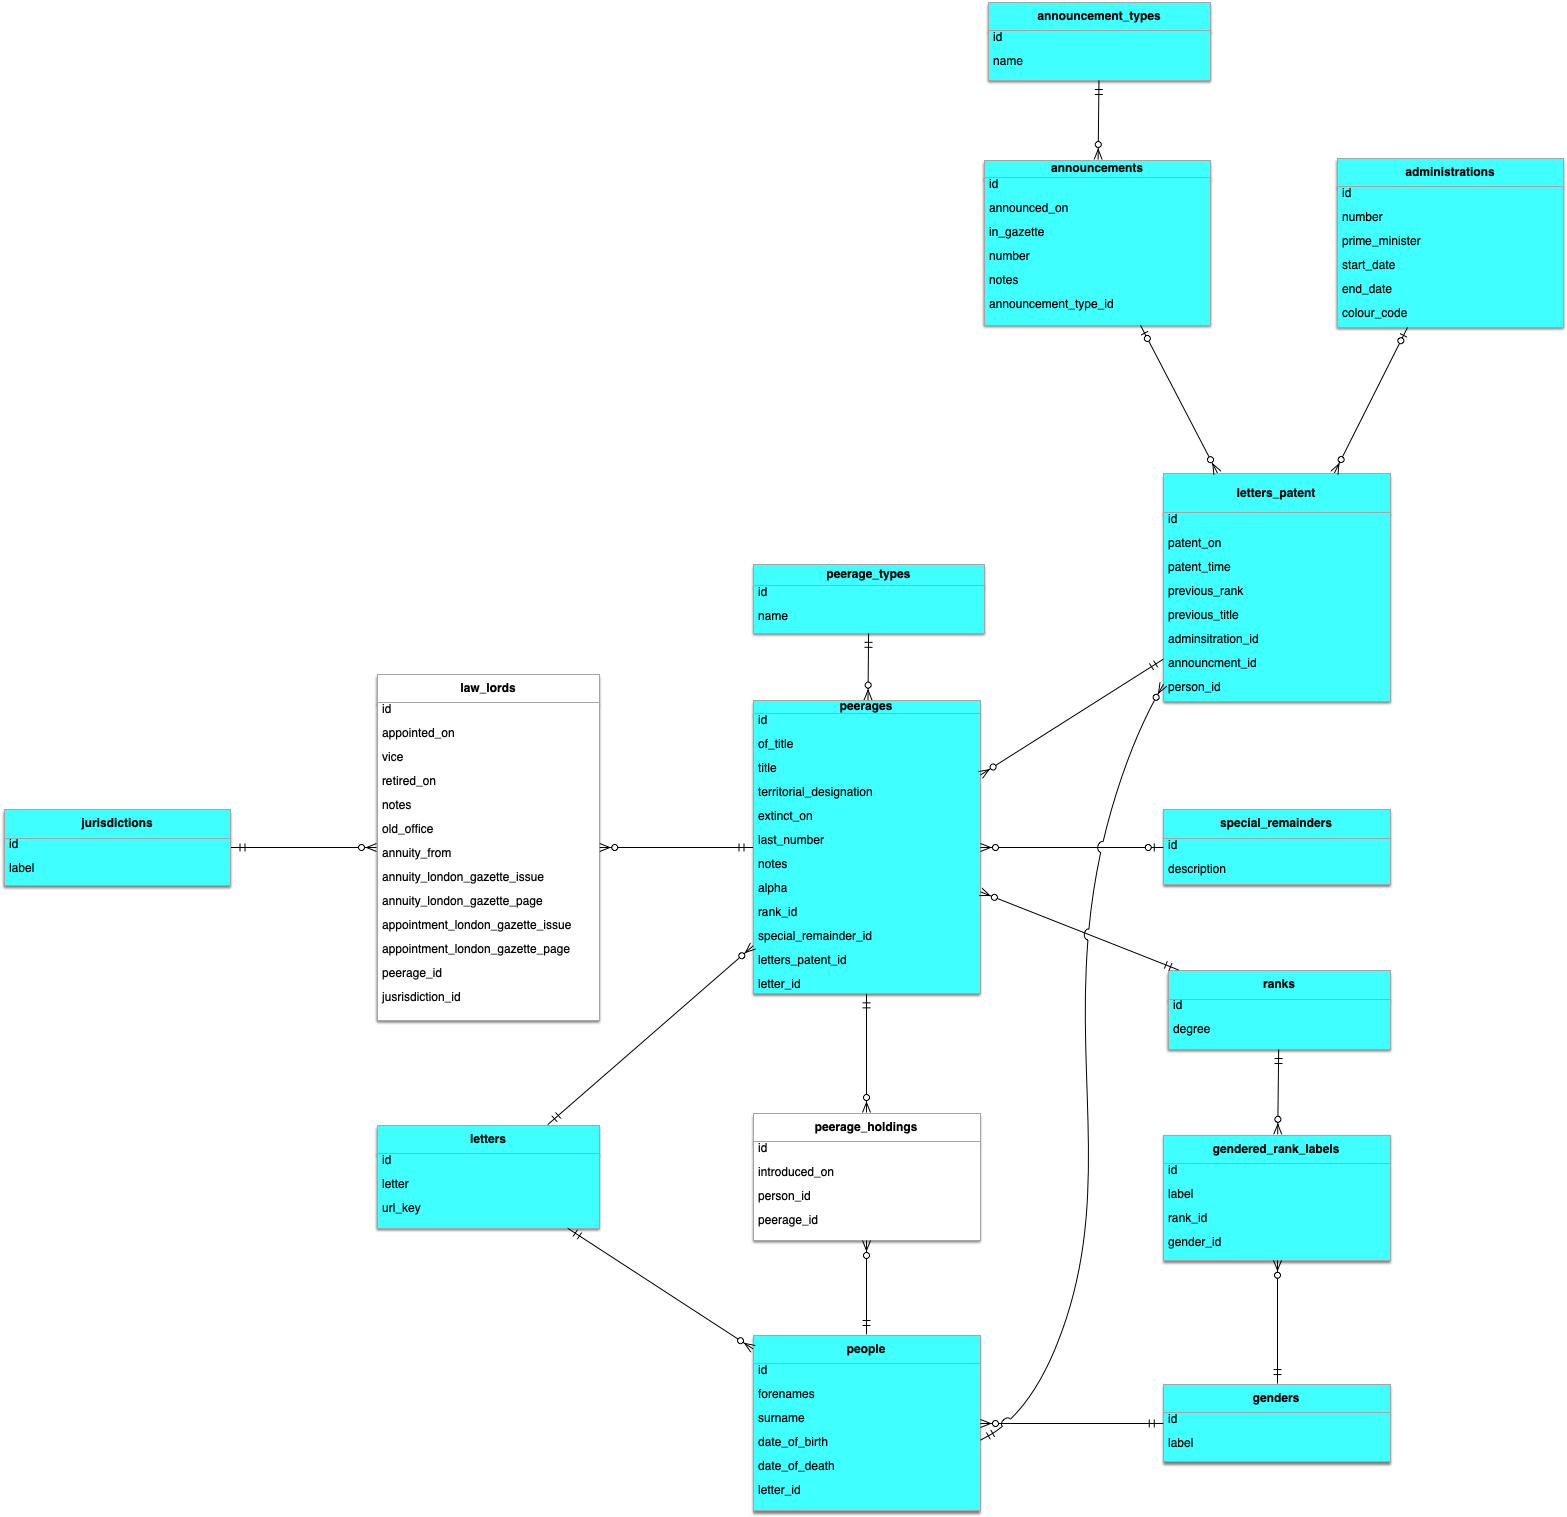 announcement_types
id
name
announcements
id
announced_on
in_gazette
number
notes
announcement_type_id
administrations
id
number
prime_minister
start_date
end_date
colour_code
letters_patent
id
patent_on
patent_time
previous_rank
previous_title
adminsitration_id
announcment_id
person_id
peerage_types
id
name
law_lords
id
appointed_on
vice
retired_on
notes
old_office
annuity_from
annuity_london_gazette_issue
annuity_london_gazette_page
appointment_london_gazette_issue
appointment_london_gazette_page
peerage_id
jusrisdiction_id
peerages
id
of_title
title
territorial_designation
extinct_on
last_number
notes
alpha
rank_id
special_remainder_id
letters_patent_id
letter_id
jurisdictions
id
label
special_remainders
id
description
ranks
id
degree
letters
id
letter
url_key
peerage_holdings
id
introduced_on
person_id
peerage_id
gendered_rank_labels
id
label
rank_id
gender_id
people
id
forenames
surname
date_of_birth
date_of_death
letter_id
genders
id
label